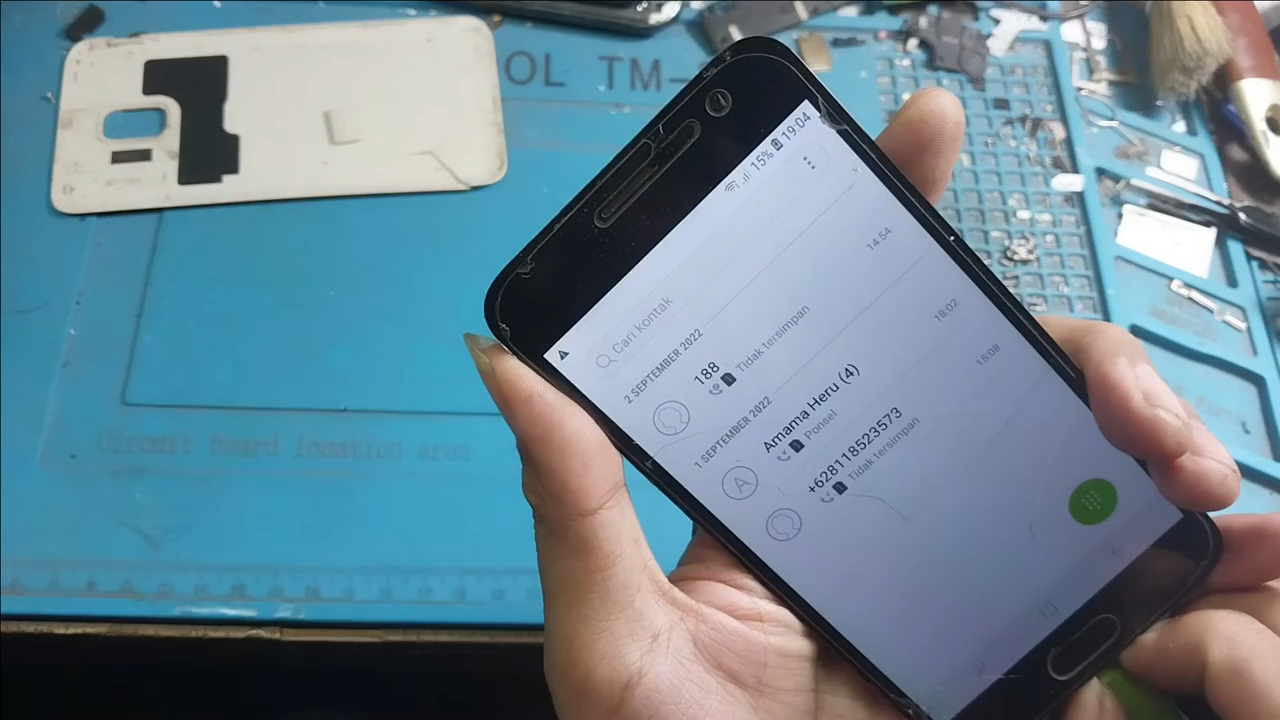 OL TM-
15% 19:04
Cari kontak
2 SEPTEMBER 2022
188
14:54
Tidak tersimpan
1 SEPTEMBER 2022
Amama Heru (4)
18:02
Ponsel
+628118523573
15:08
Tidak tersimpan
A
Circuit board location area